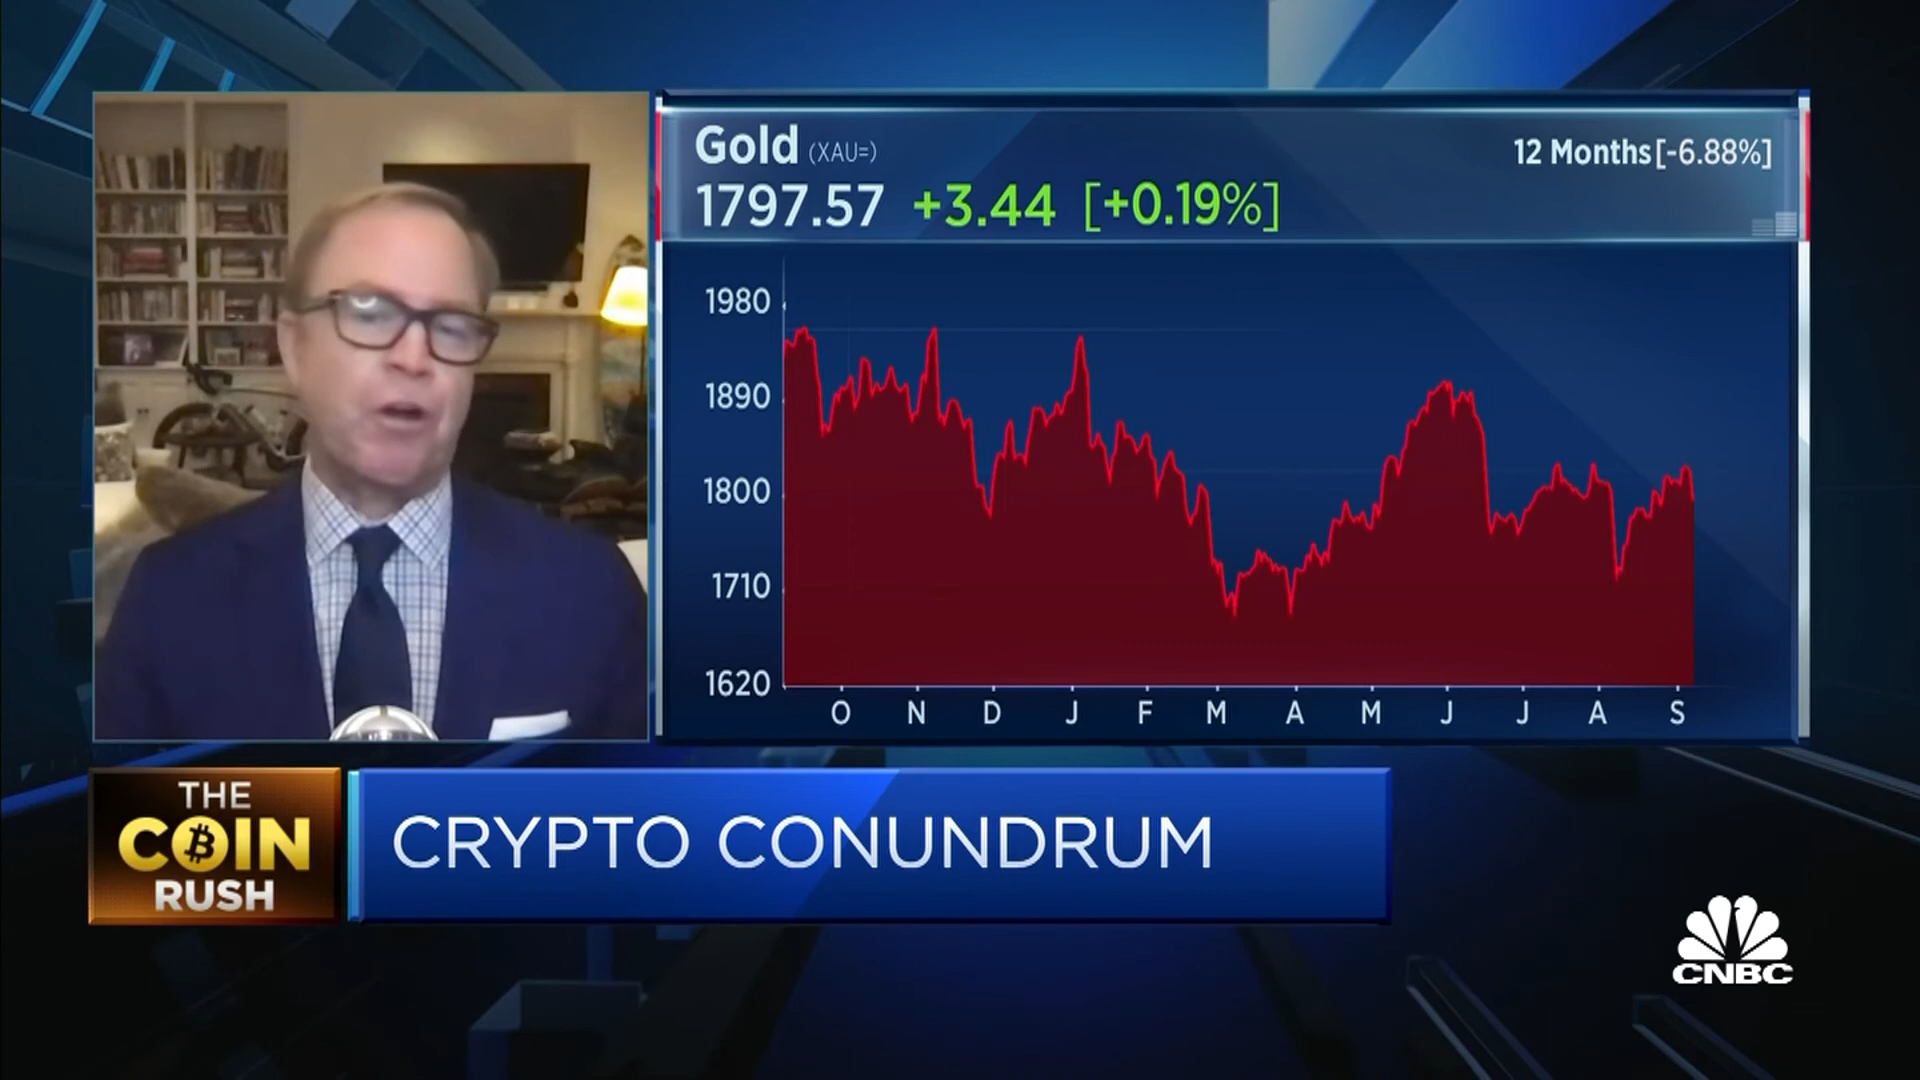 Gold (XAU=)
12 Months [-6.88%]
1797.57 +3.44 [+0.19%]
1980
1890
1800
1710
1620
O N D J F M A M J J A S
THE
COIN
RUSH
CRYPTO CONUNDRUM
CNBC